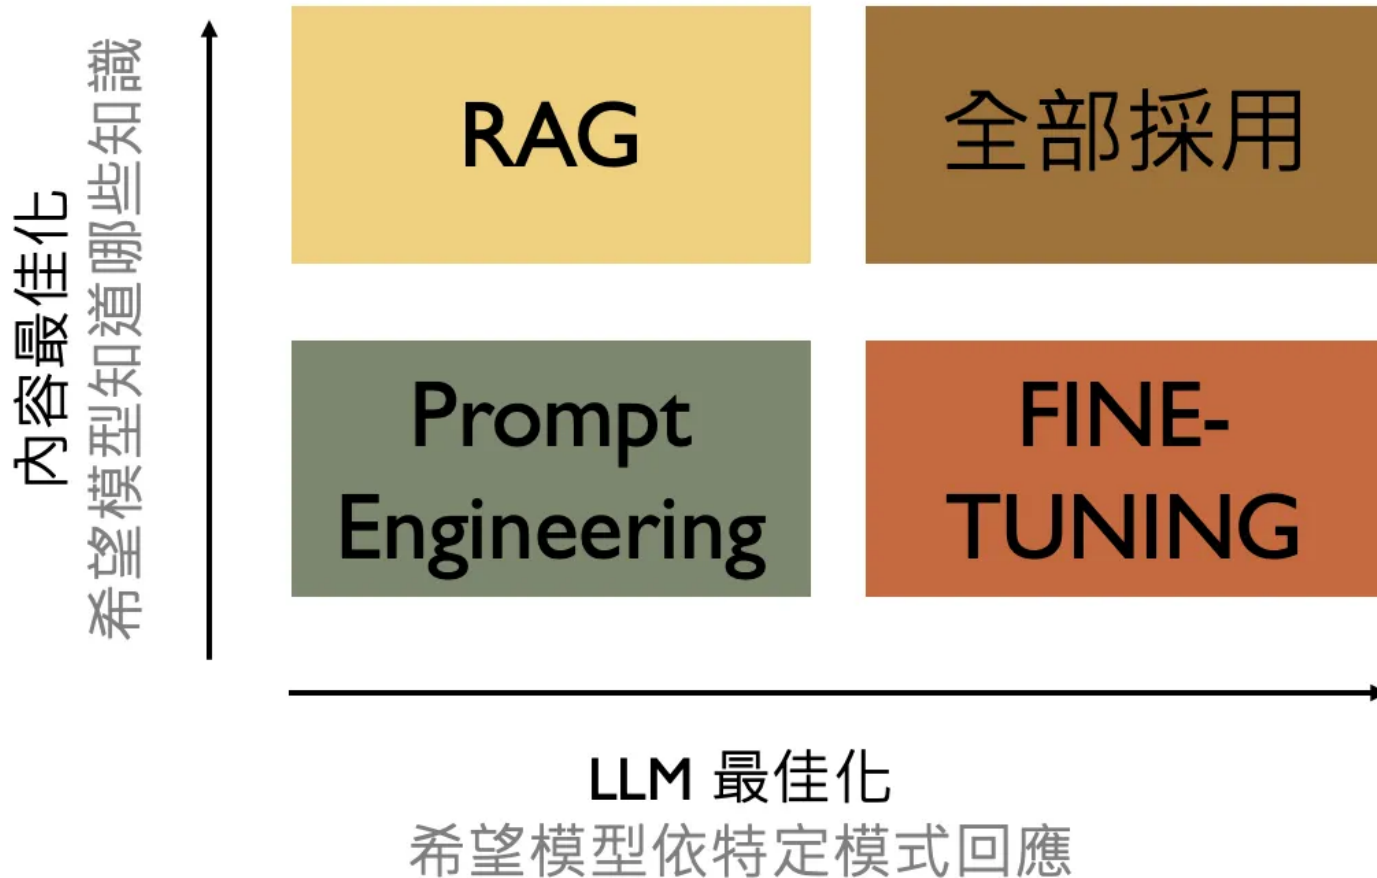 內容最佳化
希望模型知道哪些知識
RAG
全部採用
Prompt
Engineering
FINE-
TUNING
LLM 最佳化
希望模型依特定模式回應